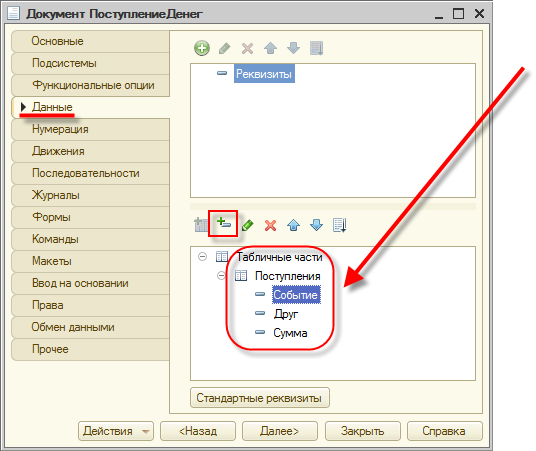 Документ ПоступлениеДенег
Основные
Подсистемы
Функциональные опции
Данные
Нумерация
Движения
Последовательности
Журналы
Формы
Команды
Макеты
Ввод на основании
Права
Обмен данными
Прочее
Реквизиты
Табличные части
Поступления
Событие
Друг
Сумма
Стандартные реквизиты
Действия
<Назад
Далее>
Закрыть
Справка